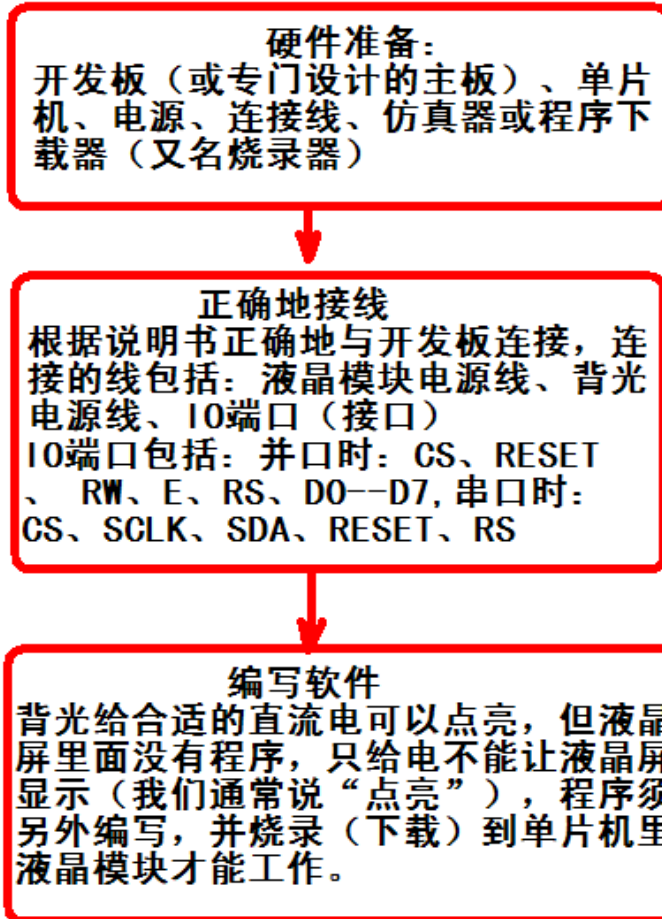 硬件准备：
开发板（或专门设计的主板）、单片
机、电源、连接线、仿真器或程序下
载器（又名烧录器）
正确地接线
根据说明书正确地与开发板连接，连
接的线包括：液晶模块电源线、背光
电源线、IO端口（接口）
IO端口包括：并口时：CS、RESET
、 RW、E、RS、D0--D7,串口时：
CS、SCLK、SDA、RESET、RS
编写软件
背光给合适的直流电可以点亮，但液晶
屏里面没有程序，只给电不能让液晶屏
显示（我们通常说“点亮”），程序须
另外编写，并烧录（下载）到单片机里
液晶模块才能工作。